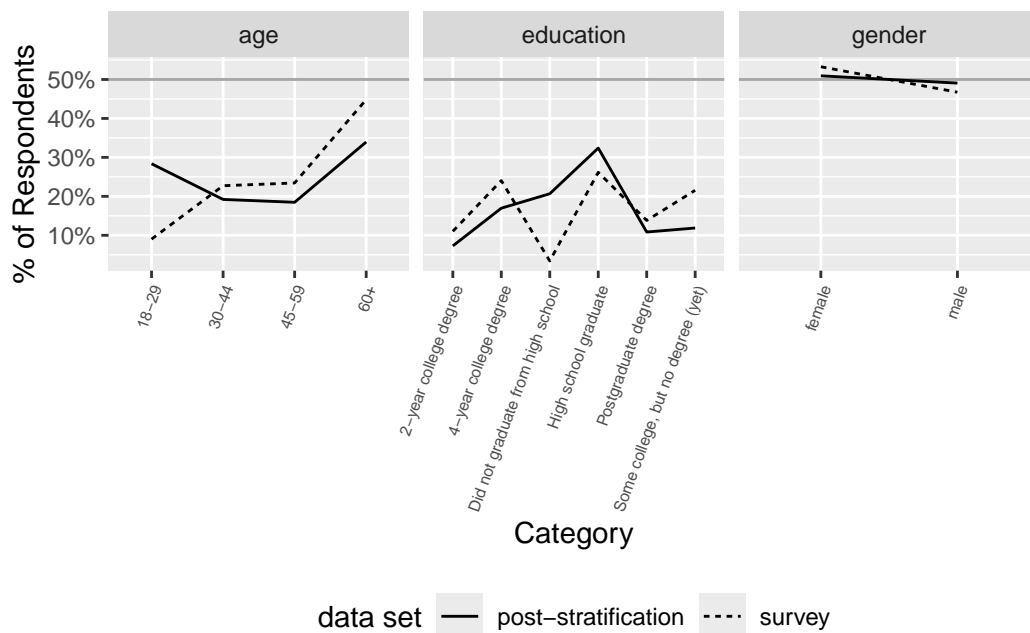 age
education
gender
% of Respondents
50%
40%
30%
20%
10%
18−29
30−44
45−59
60+
2−year college degree
4−year college degree
Did not graduate from high school
High school graduate
Postgraduate degree
Some college, but no degree (yet)
female
male
Category
data set
post−stratification
survey